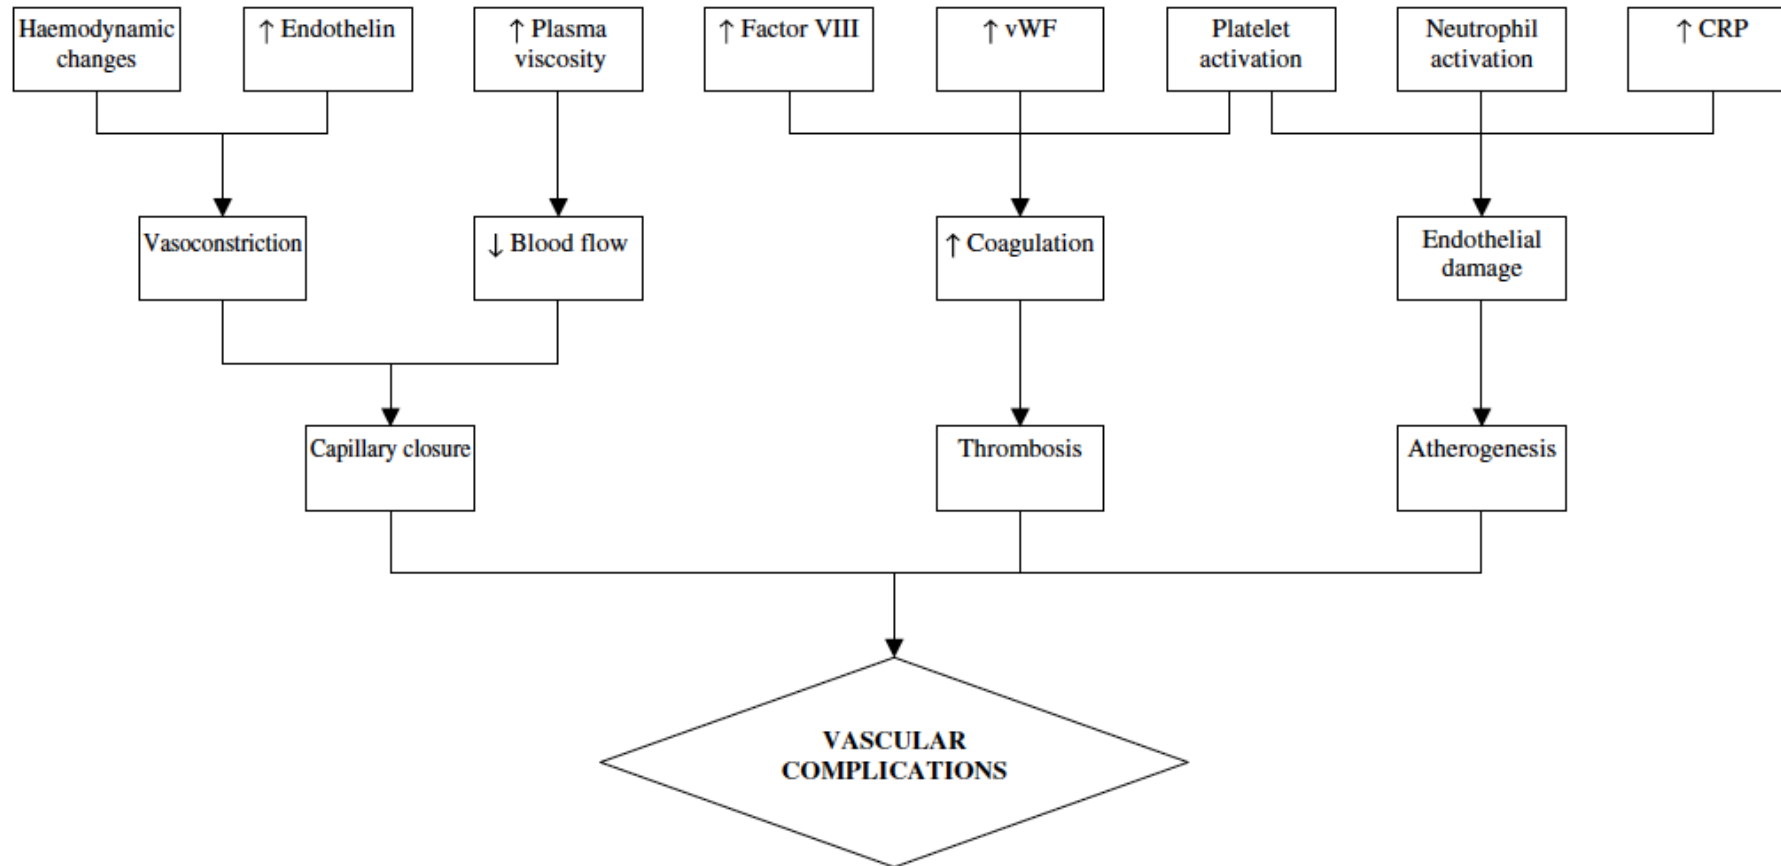 Haemodynamic
changes
↑ Endothelin
↑ Plasma
viscosity
↑ Factor VIII
↑ vWF
Platelet
activation
Neutrophil
activation
↑ CRP
Vasoconstriction
↓ Blood flow
↑ Coagulation
Endothelial
damage
Capillary closure
Thrombosis
Atherogenesis
VASCULAR
COMPLICATIONS